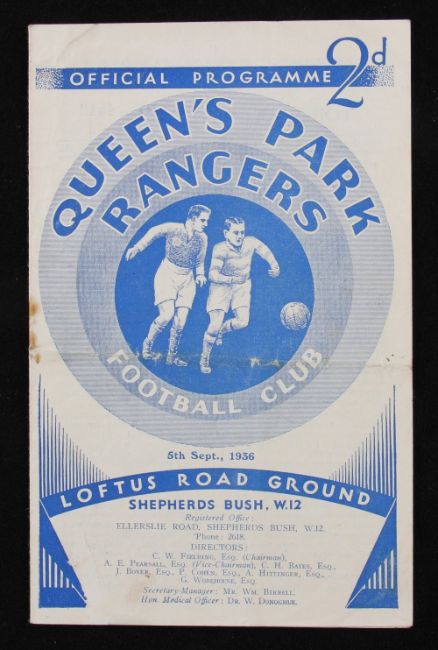 OFFICIAL PROGRAMME 2d
QUEEN'S PARK
RANGERS
FOOTBALL CLUB
5th Sept., 1936
LOFTUS ROAD GROUND
SHEPHERDS BUSH, W.12
Registered Office:
ELLERSLIE ROAD, SHEPHERDS BUSH, W.12.
'Phone: 2618.
DIRECTORS:
C. W. FIELDING, Esq. (Chairman),
A. E. PEARSALL, Esq. (Vice-Chairman), C. H. BATES, Esq.,
J. BOXER, Esq., P. COHEN, Esq., A. HITTINGER, Esq.,
G. WODEHOUSE, Esq.
Secretary-Manager: MR. WM. BIRRELL.
Hon. Medical Officer: DR. W. DONOGHUE.